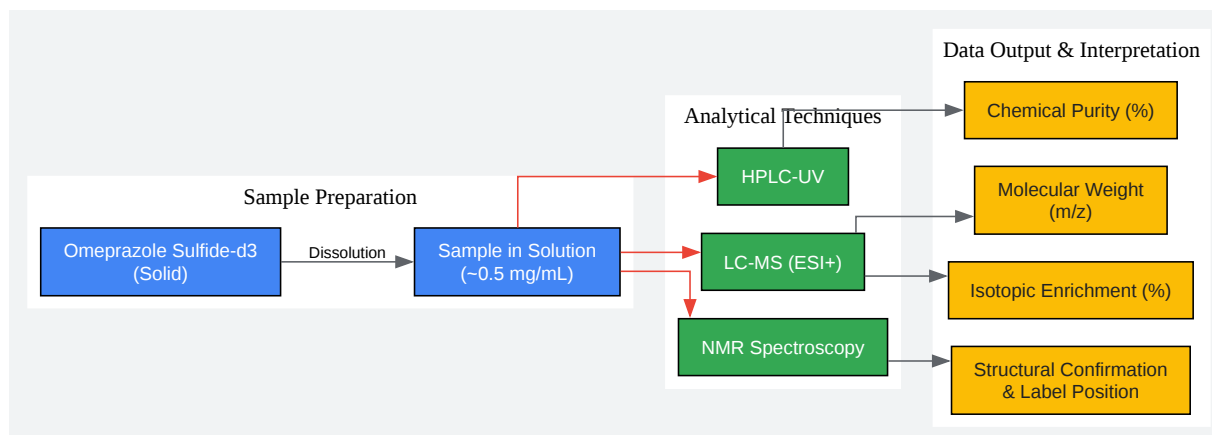 Sample Preparation
Omeprazole Sulfide-d3
(Solid)
Dissolution
Sample in Solution
(~0.5 mg/mL)
Analytical Techniques
HPLC-UV
LC-MS (ESI+)
NMR Spectroscopy
Data Output & Interpretation
Chemical Purity (%)
Molecular Weight
(m/z)
Isotopic Enrichment (%)
Structural Confirmation
& Label Position